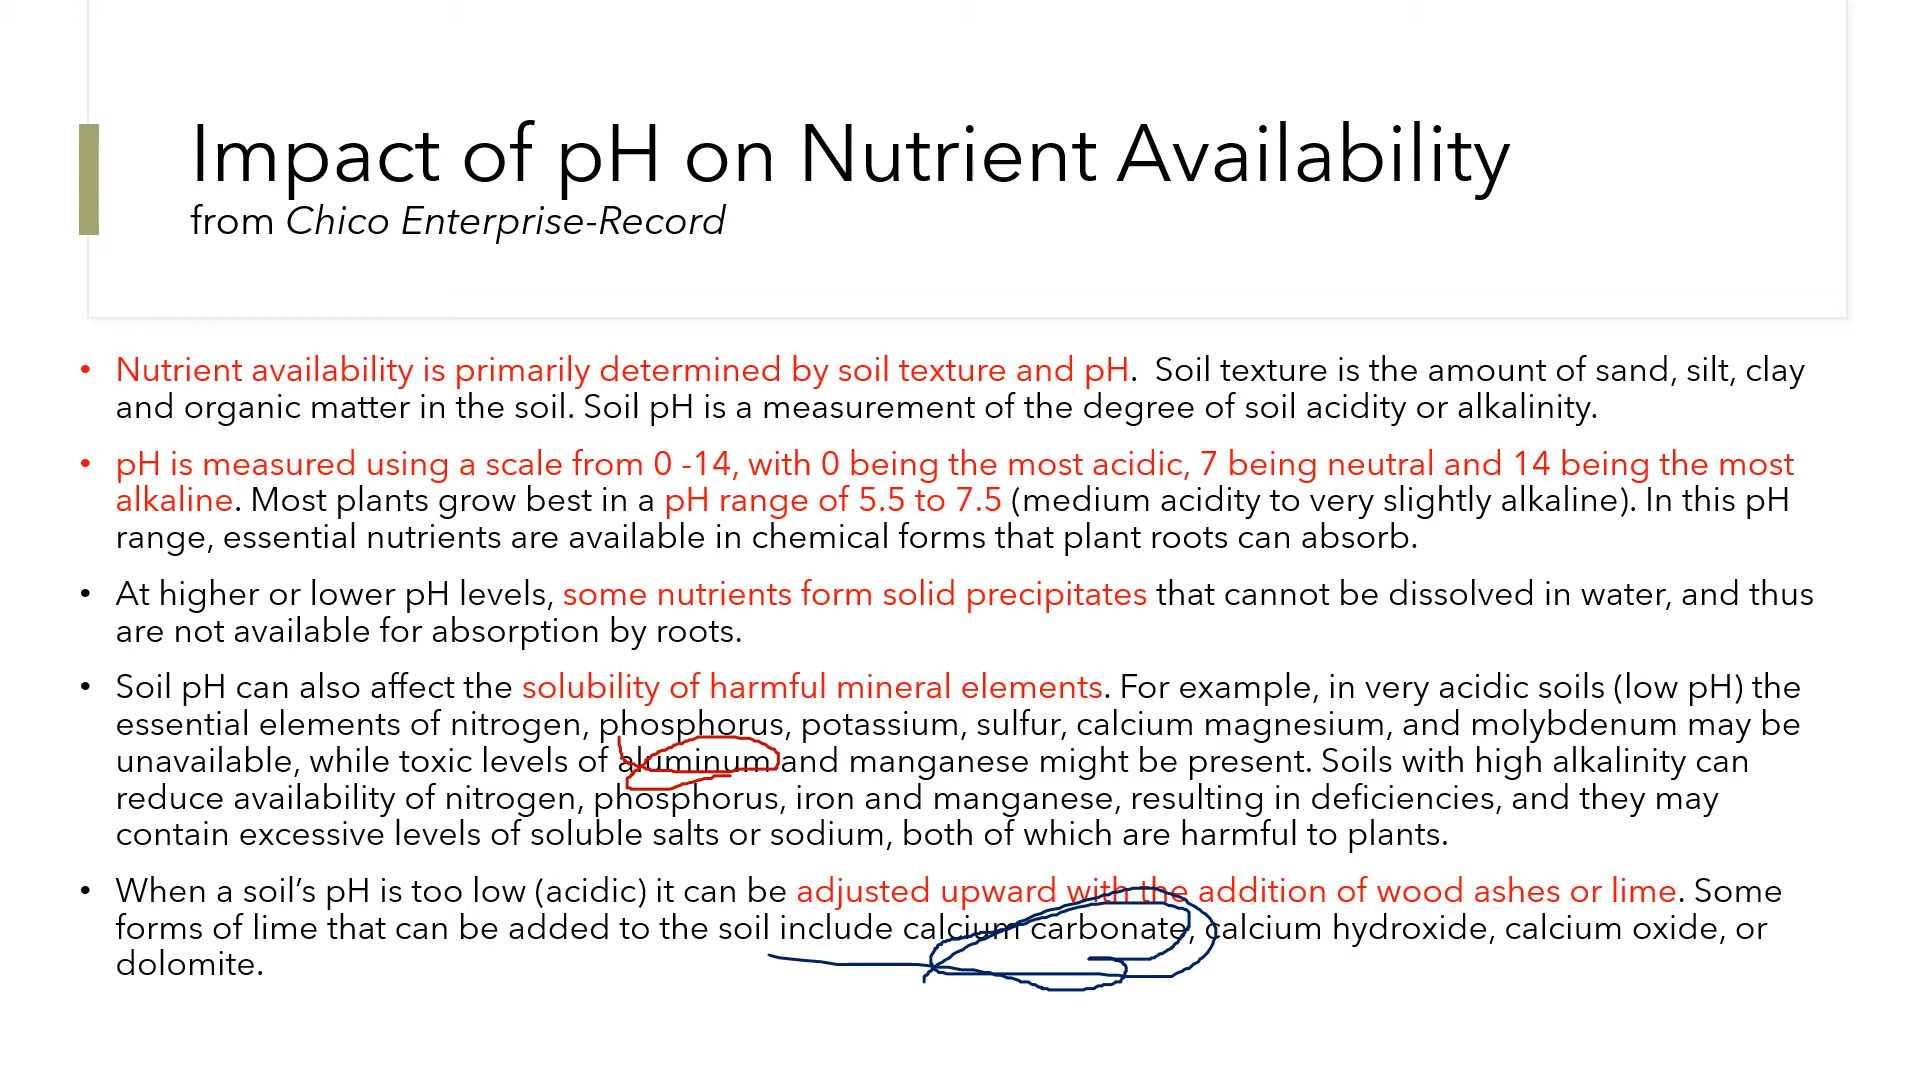 Impact of pH on Nutrient Availability
from Chico Enterprise-Record
• Nutrient availability is primarily determined by soil texture and pH.  Soil texture is the amount of sand, silt, clay
and organic matter in the soil. Soil pH is a measurement of the degree of soil acidity or alkalinity.
• pH is measured using a scale from 0 -14, with 0 being the most acidic, 7 being neutral and 14 being the most
alkaline. Most plants grow best in a pH range of 5.5 to 7.5 (medium acidity to very slightly alkaline). In this pH
range, essential nutrients are available in chemical forms that plant roots can absorb.
• At higher or lower pH levels, some nutrients form solid precipitates that cannot be dissolved in water, and thus
are not available for absorption by roots.
• Soil pH can also affect the solubility of harmful mineral elements. For example, in very acidic soils (low pH) the
essential elements of nitrogen, phosphorus, potassium, sulfur, calcium magnesium, and molybdenum may be
unavailable, while toxic levels of aluminum and manganese might be present. Soils with high alkalinity can
reduce availability of nitrogen, phosphorus, iron and manganese, resulting in deficiencies, and they may
contain excessive levels of soluble salts or sodium, both of which are harmful to plants.
• When a soil’s pH is too low (acidic) it can be adjusted upward with the addition of wood ashes or lime. Some
forms of lime that can be added to the soil include calcium carbonate, calcium hydroxide, calcium oxide, or
dolomite.